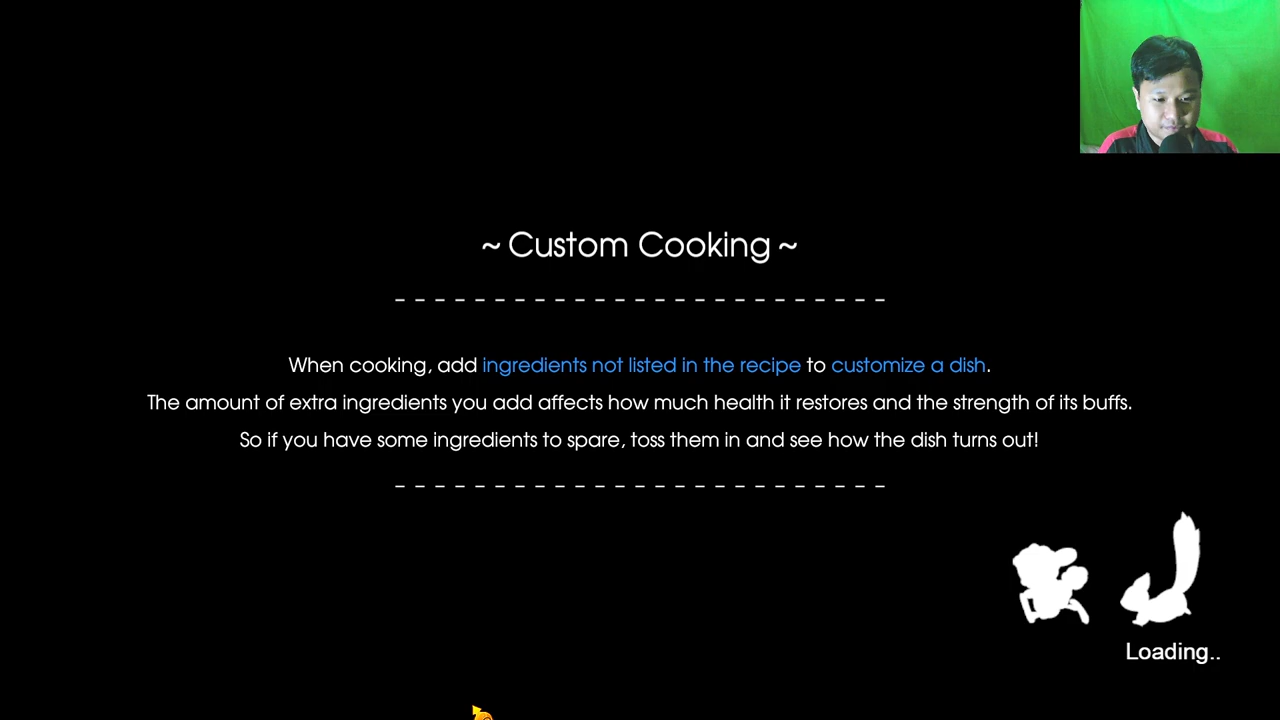 ~ Custom Cooking ~
When cooking, add ingredients not listed in the recipe to customize a dish.
The amount of extra ingredients you add affects how much health it restores and the strength of its buffs.
So if you have some ingredients to spare, toss them in and see how the dish turns out!
Loading..